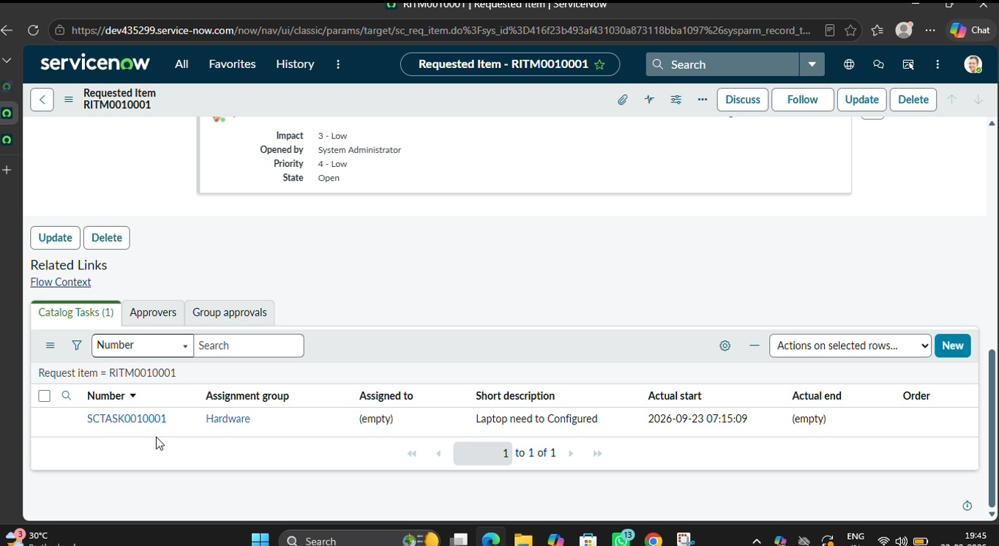 RITM0010001 | Requested Item | ServiceNow
https://dev435299.service-now.com/now/nav/ui/classic/params/target/sc_req_item.do%3Fsys_id%3D416f23b493af431030a873118bba1097%26sysparm_record_t...
Chat
servicenow
All
Favorites
History
Requested Item - RITM0010001
Search
Requested Item
RITM0010001
Discuss
Follow
Update
Delete
Impact 3 - Low
Opened by System Administrator
Priority 4 - Low
State Open
Update
Delete
Related Links
Flow Context
Catalog Tasks (1)
Approvers
Group approvals
Number
Search
Actions on selected rows...
New
Request item = RITM0010001
Number Assignment group Assigned to Short description Actual start Actual end Order
SCTASK0010001 Hardware (empty) Laptop need to Configured 2026-09-23 07:15:09 (empty)
1 to 1 of 1
3
30°C
Search
13
ENG
19:45